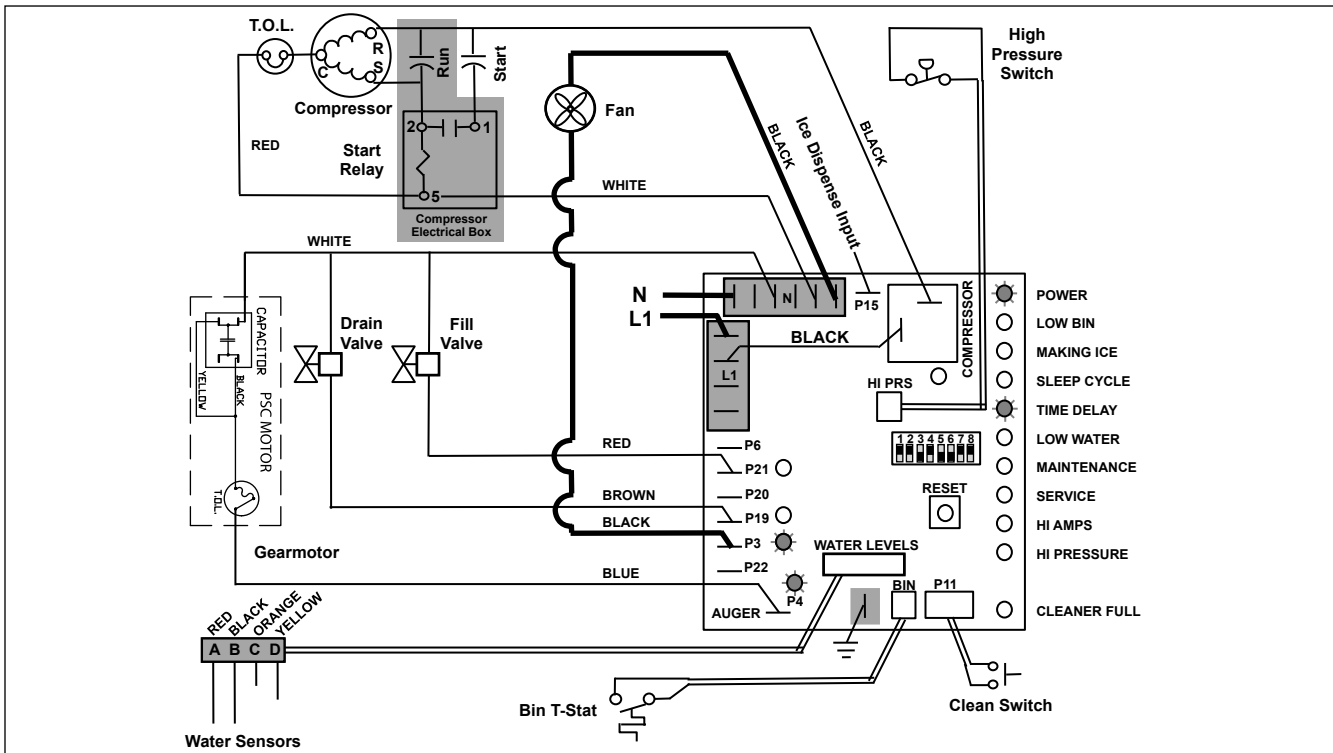 T.O.L.
R
S
C
Compressor
Run
Start
2
1
5
Start
Relay
Compressor
Electrical Box
RED
WHITE
WHITE
Fan
BLACK
Ice Dispense Input
BLACK
High
Pressure
Switch
N
L1
N
P15
L1
BLACK
COMPRESSOR
HI PRS
POWER
LOW BIN
MAKING ICE
SLEEP CYCLE
TIME DELAY
LOW WATER
MAINTENANCE
SERVICE
HI AMPS
HI PRESSURE
CLEANER FULL
1 2 3 4 5 6 7 8
RESET
Drain
Valve
Fill
Valve
CAPACITOR
PSC MOTOR
YELLOW
BLACK
T.O.L.
Gearmotor
RED
BROWN
BLACK
BLUE
P6
P21
P20
P19
P3
P22
P4
AUGER
WATER LEVELS
BIN
P11
RED
BLACK
ORANGE
YELLOW
A B C D
Water Sensors
Bin T-Stat
Clean Switch